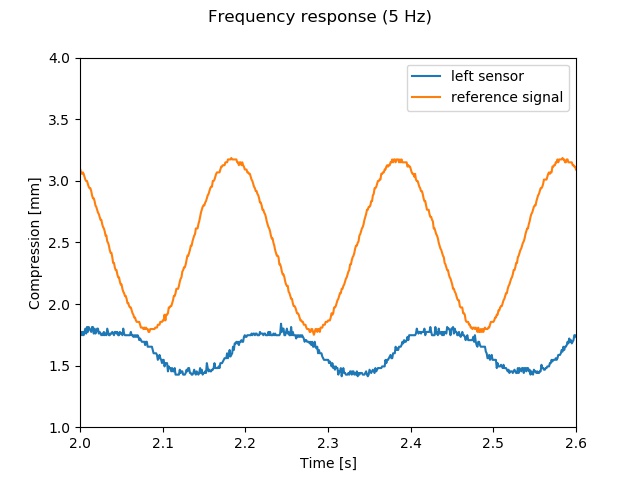 Frequency response (5 Hz)
4.0
3.5
3.0
2.5
2.0
1.5
1.0
Compression [mm]
left sensor
reference signal
2.0 2.1 2.2 2.3 2.4 2.5 2.6
Time [s]